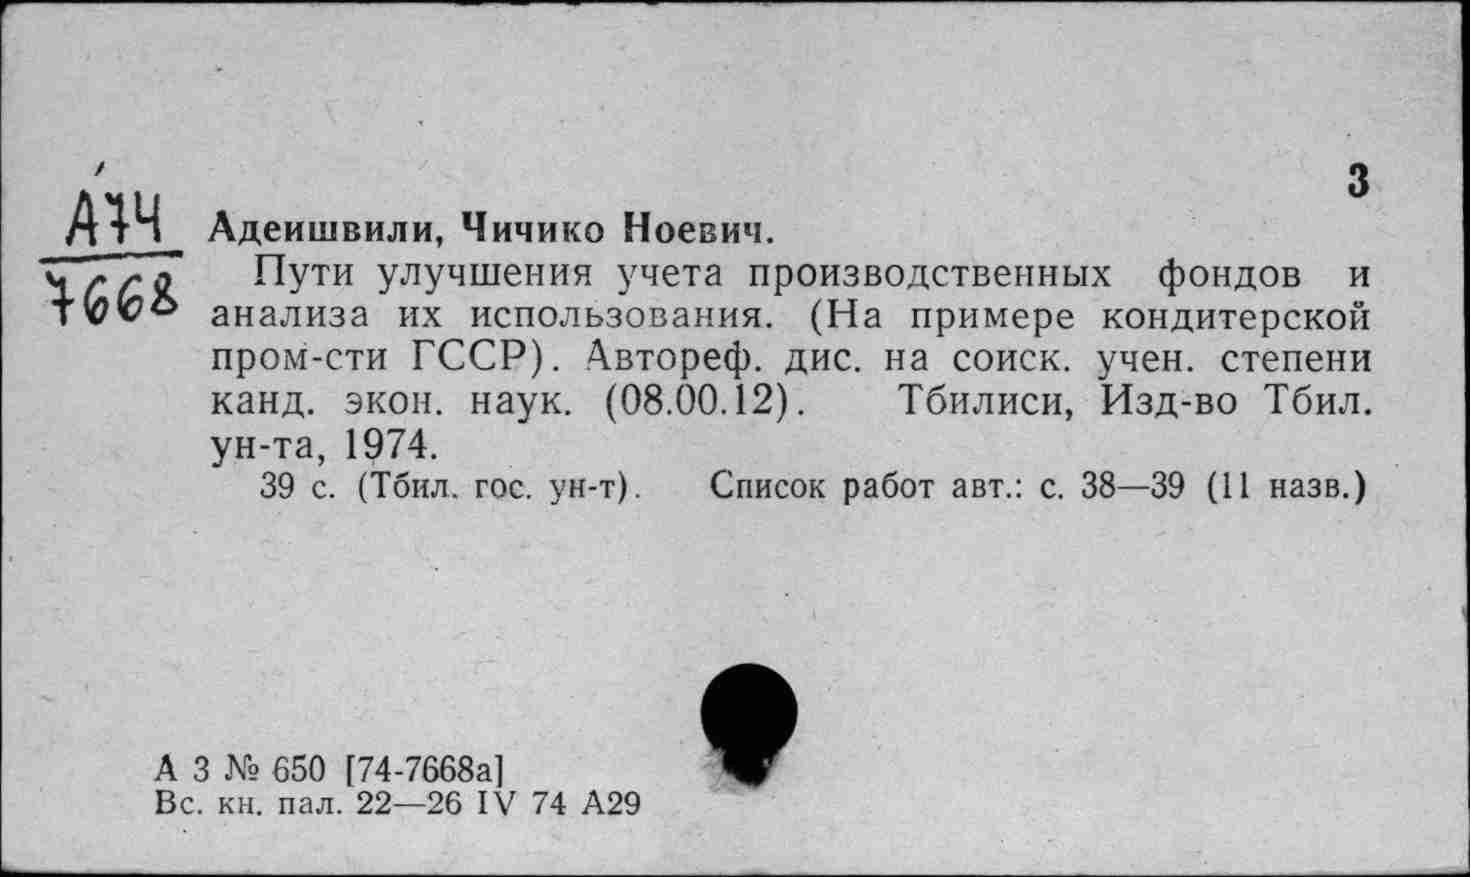 3
А74
7668
Адеишвили, Чичико Ноевич.
Пути улучшения учета производственных фондов и
анализа их использования. (На примере кондитерской
пром-сти ГССР). Автореф. дис. на соиск. учен. степени
канд. экон. наук. (08.00.12). Тбилиси, Изд-во Тбил.
ун-та, 1974.
39 с. (Тбил. гос. ун-т). Список работ авт.: с. 38—39 (11 назв.)
А 3 № 650 [74-7668а]
Вс. кн. пал. 22—26 IV 74 А29